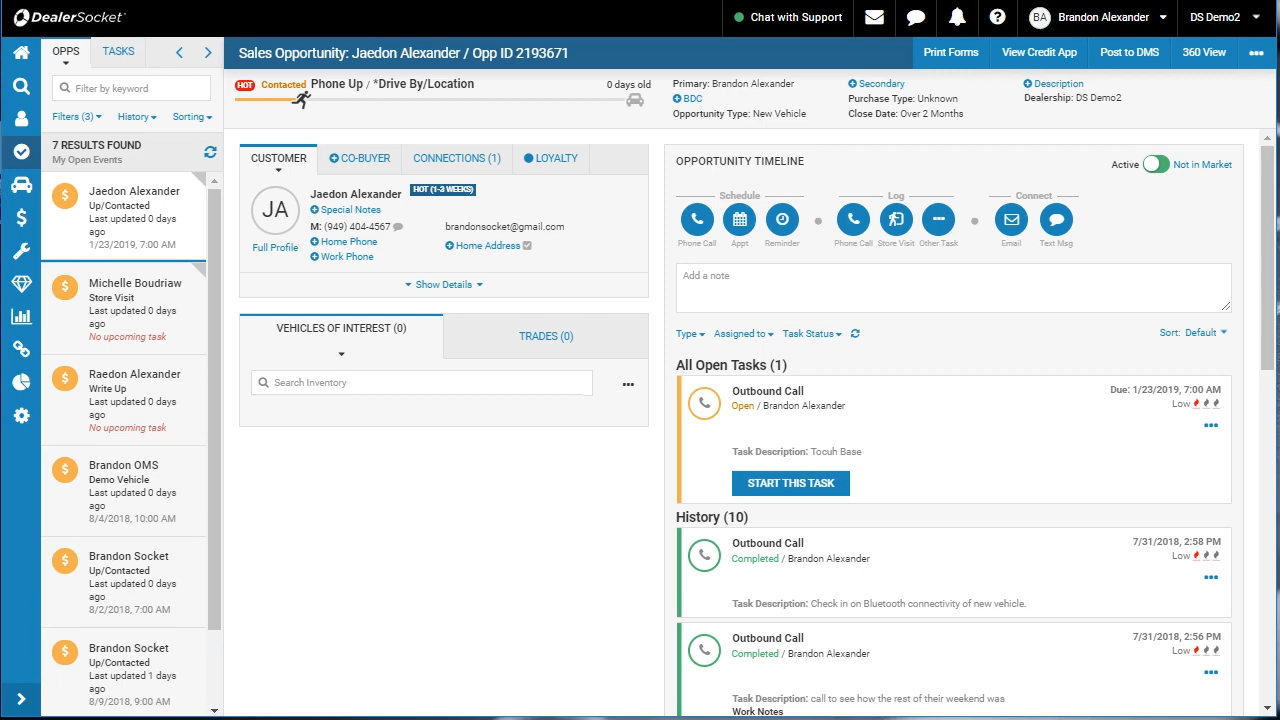 DealerSocket
Chat with Support
BA Brandon Alexander
DS Demo2
OPPS
TASKS
Filter by keyword
Filters (3)
History
Sorting
7 RESULTS FOUND
My Open Events
Jaedon Alexander
Up/Contacted
Last updated 0 days
ago
1/23/2019, 7:00 AM
Michelle Boudriaw
Store Visit
Last updated 0 days
ago
No upcoming task
Raedon Alexander
Write Up
Last updated 0 days
ago
No upcoming task
Brandon OMS
Demo Vehicle
Last updated 0 days
ago
8/4/2018, 10:00 AM
Brandon Socket
Up/Contacted
Last updated 0 days
ago
8/2/2018, 7:00 AM
Brandon Socket
Up/Contacted
Last updated 1 days
ago
8/9/2018, 9:00 AM
Sales Opportunity: Jaedon Alexander / Opp ID 2193671
Print Forms
View Credit App
Post to DMS
360 View
HOT Contacted Phone Up / *Drive By/Location
0 days old
Primary: Brandon Alexander
BDC
Opportunity Type: New Vehicle
Secondary
Purchase Type: Unknown
Close Date: Over 2 Months
Description
Dealership: DS Demo2
CUSTOMER
CO-BUYER
CONNECTIONS (1)
LOYALTY
JA
Full Profile
Jaedon Alexander HOT (1-3 WEEKS)
Special Notes
M: (949) 404-4567
Home Phone
Work Phone
brandonsocket@gmail.com
Home Address
Show Details
VEHICLES OF INTEREST (0)
TRADES (0)
Search Inventory
OPPORTUNITY TIMELINE
Active Not in Market
Schedule
Phone Call
Appt
Reminder
Log
Phone Call
Store Visit
Other Task
Connect
Email
Text Msg
Add a note
Type
Assigned to
Task Status
Sort: Default
All Open Tasks (1)
Outbound Call
Open / Brandon Alexander
Due: 1/23/2019, 7:00 AM
Low
Task Description: Tocuh Base
START THIS TASK
History (10)
Outbound Call
Completed / Brandon Alexander
7/31/2018, 2:58 PM
Low
Task Description: Check in on Bluetooth connectivity of new vehicle.
Outbound Call
Completed / Brandon Alexander
7/31/2018, 2:56 PM
Low
Task Description: call to see how the rest of their weekend was
Work Notes